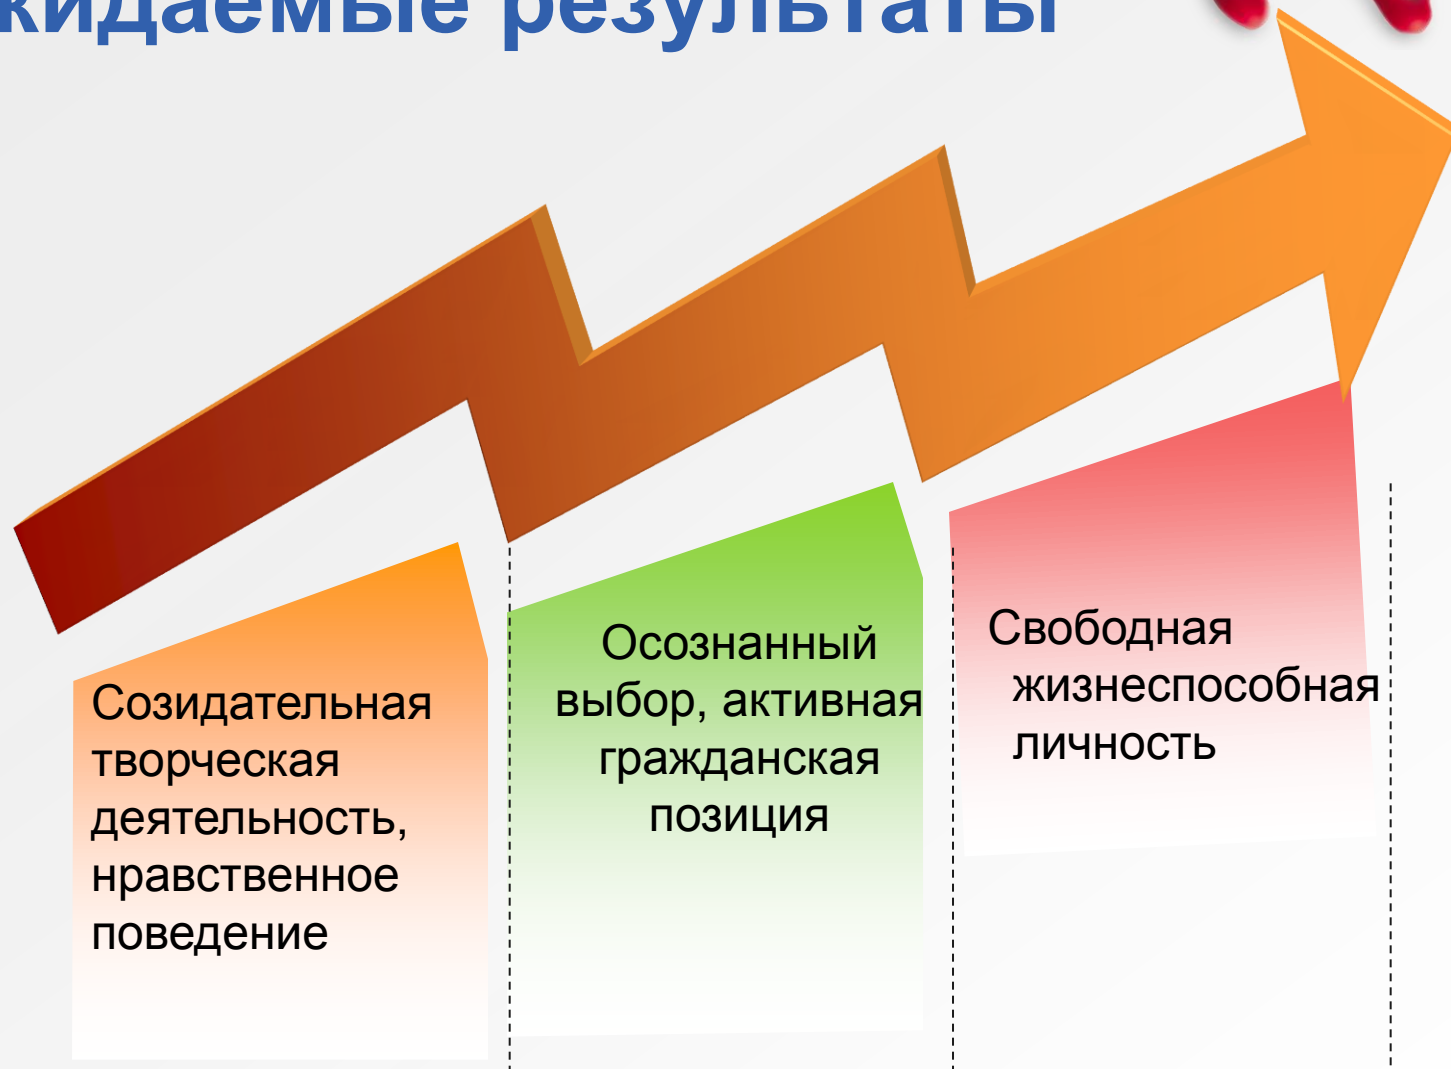 кидаемые результаты
Созидательная
творческая
деятельность,
нравственное
поведение
Осознанный
выбор, активная
гражданская
позиция
Свободная
жизнеспособная
личность